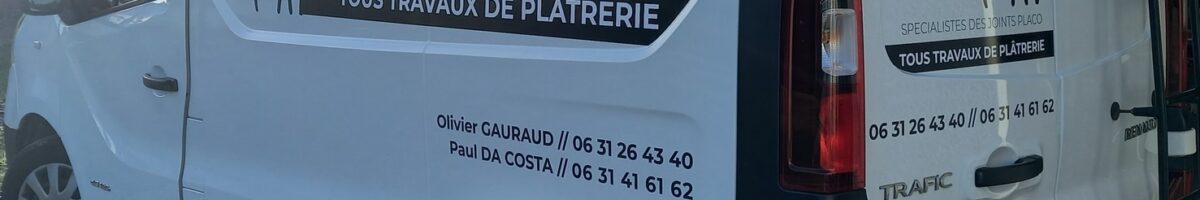 TOUS TRAVAUX DE PLÂTRERIE
Olivier GAURAUD // 06 31 26 43 40
Paul DA COSTA // 06 31 41 61 62
SPECIALISTES DES JOINTS PLACO
TOUS TRAVAUX DE PLÂTRERIE
06 31 26 43 40 // 06 31 41 61 62
RENAULT
TRAFIC